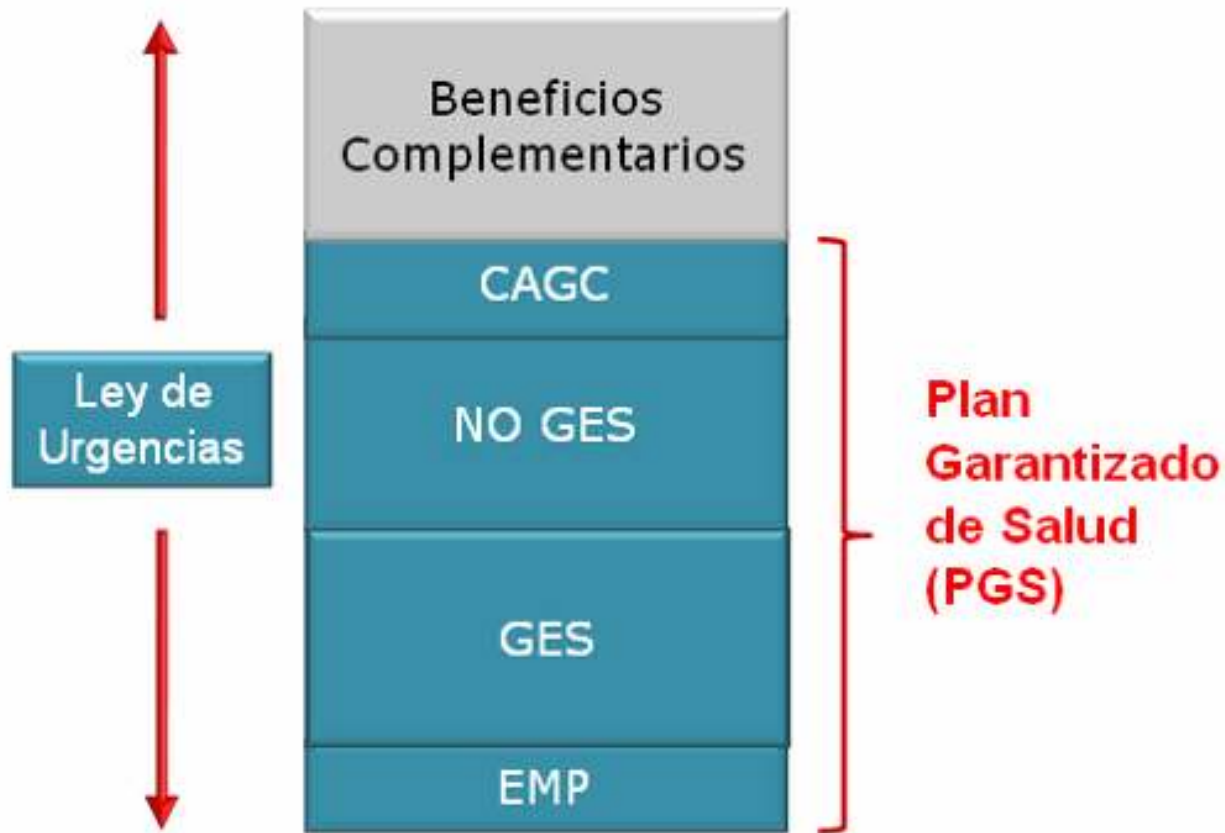 Beneficios
Complementarios
CAGC
Ley de
Urgencias
NO GES
Plan
Garantizado
de Salud
(PGS)
GES
EMP